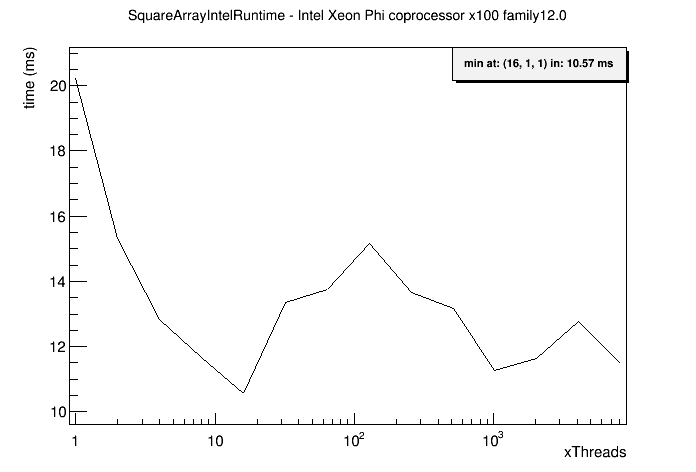 SquareArrayIntelRuntime - Intel Xeon Phi coprocessor x100 family12.0
min at: (16, 1, 1) in: 10.57 ms
time (ms)
20
18
16
14
12
10
1 10 10² 10³
xThreads